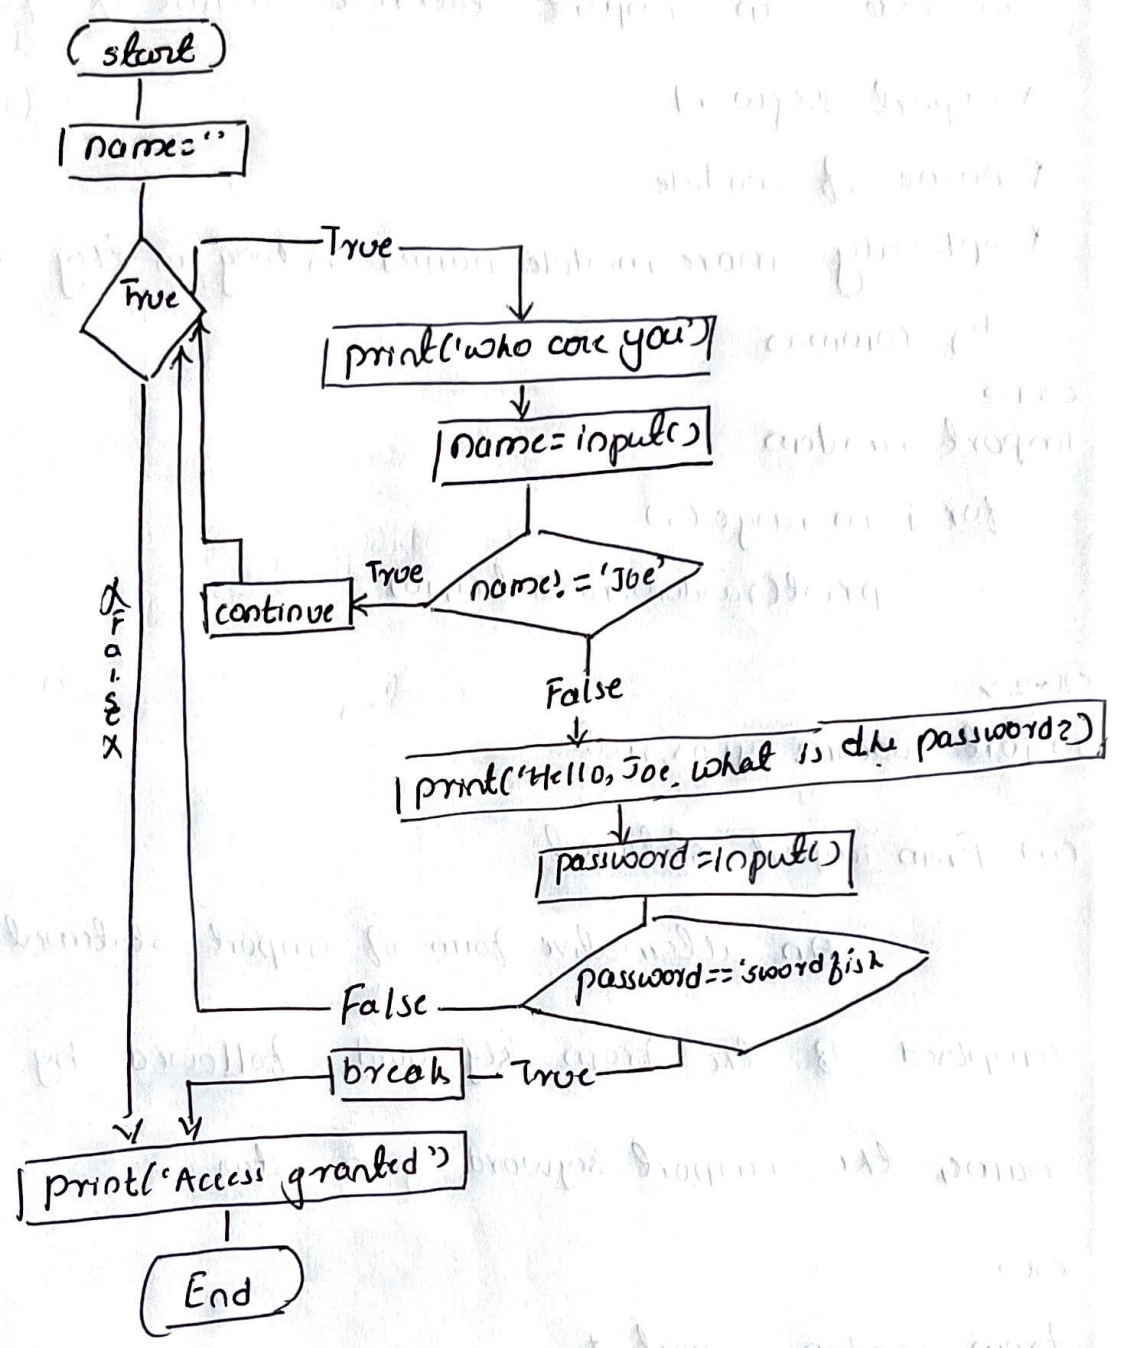 start
name=''
True
True
print('who are you')
name=input()
name!='Joe'
True
continue
False
False
print('Hello, Joe, what is the password?)
password=input()
password=='swordfish
False
True
break
print('Access granted')
End